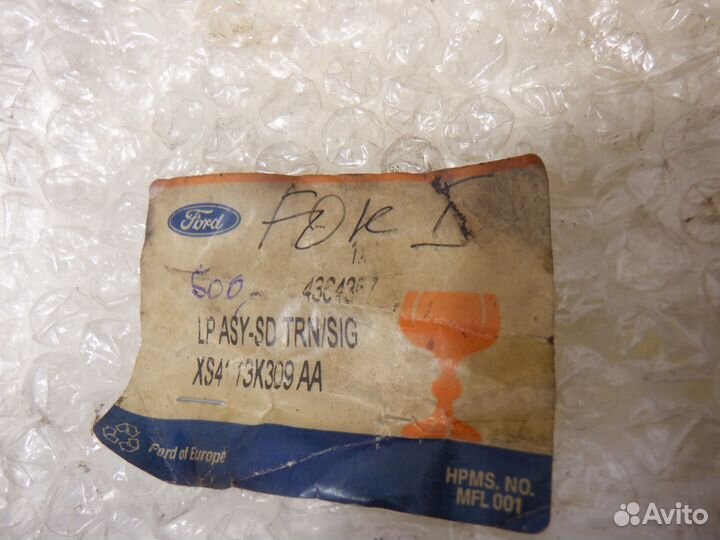 Ford
FOK
500,-
LP ASY-SD TRN/SIG
XS41 13K309 AA
Ford of Europe
HPMS. NO.
MFL 001
Avito